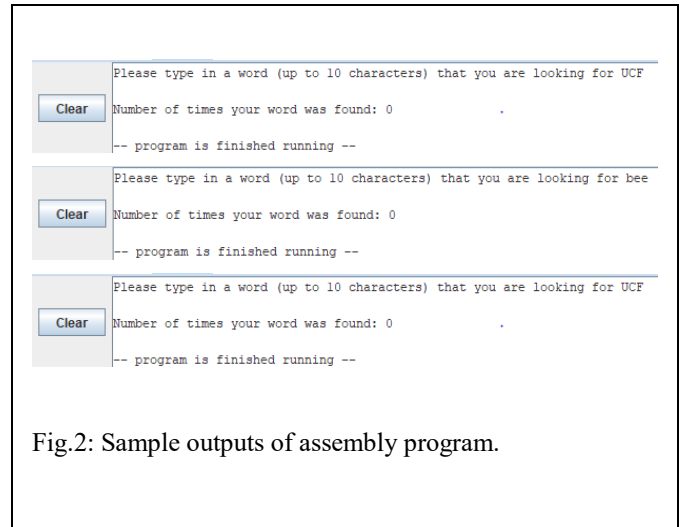 Please type in a word (up to 10 characters) that you are looking for UCF
Clear
Number of times your word was found: 0
-- program is finished running --
Please type in a word (up to 10 characters) that you are looking for bee
Clear
Number of times your word was found: 0
-- program is finished running --
Please type in a word (up to 10 characters) that you are looking for UCF
Clear
Number of times your word was found: 0
-- program is finished running --
Fig.2: Sample outputs of assembly program.